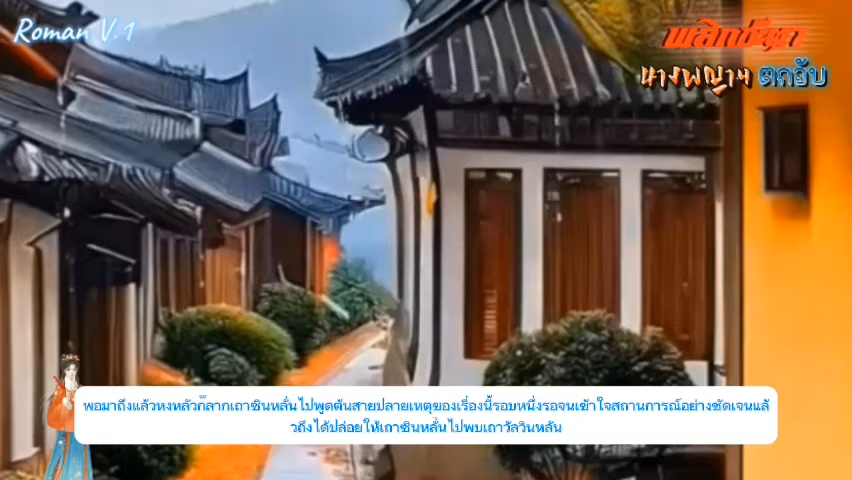 Roman V.1
พลิกชะตา
นางพญาฯ ตกอับ
พอมาถึงแล้วหงหลัวก็ลากเถาซินหลั่นไปพูดต้นสายปลายเหตุของเรื่องนี้รอบหนึ่งรอจนเข้าใจสถานการณ์อย่างชัดเจนแล้
วถึงได้ปล่อยให้เถาซินหลั่นไปพบเถาวัลวินหลัน